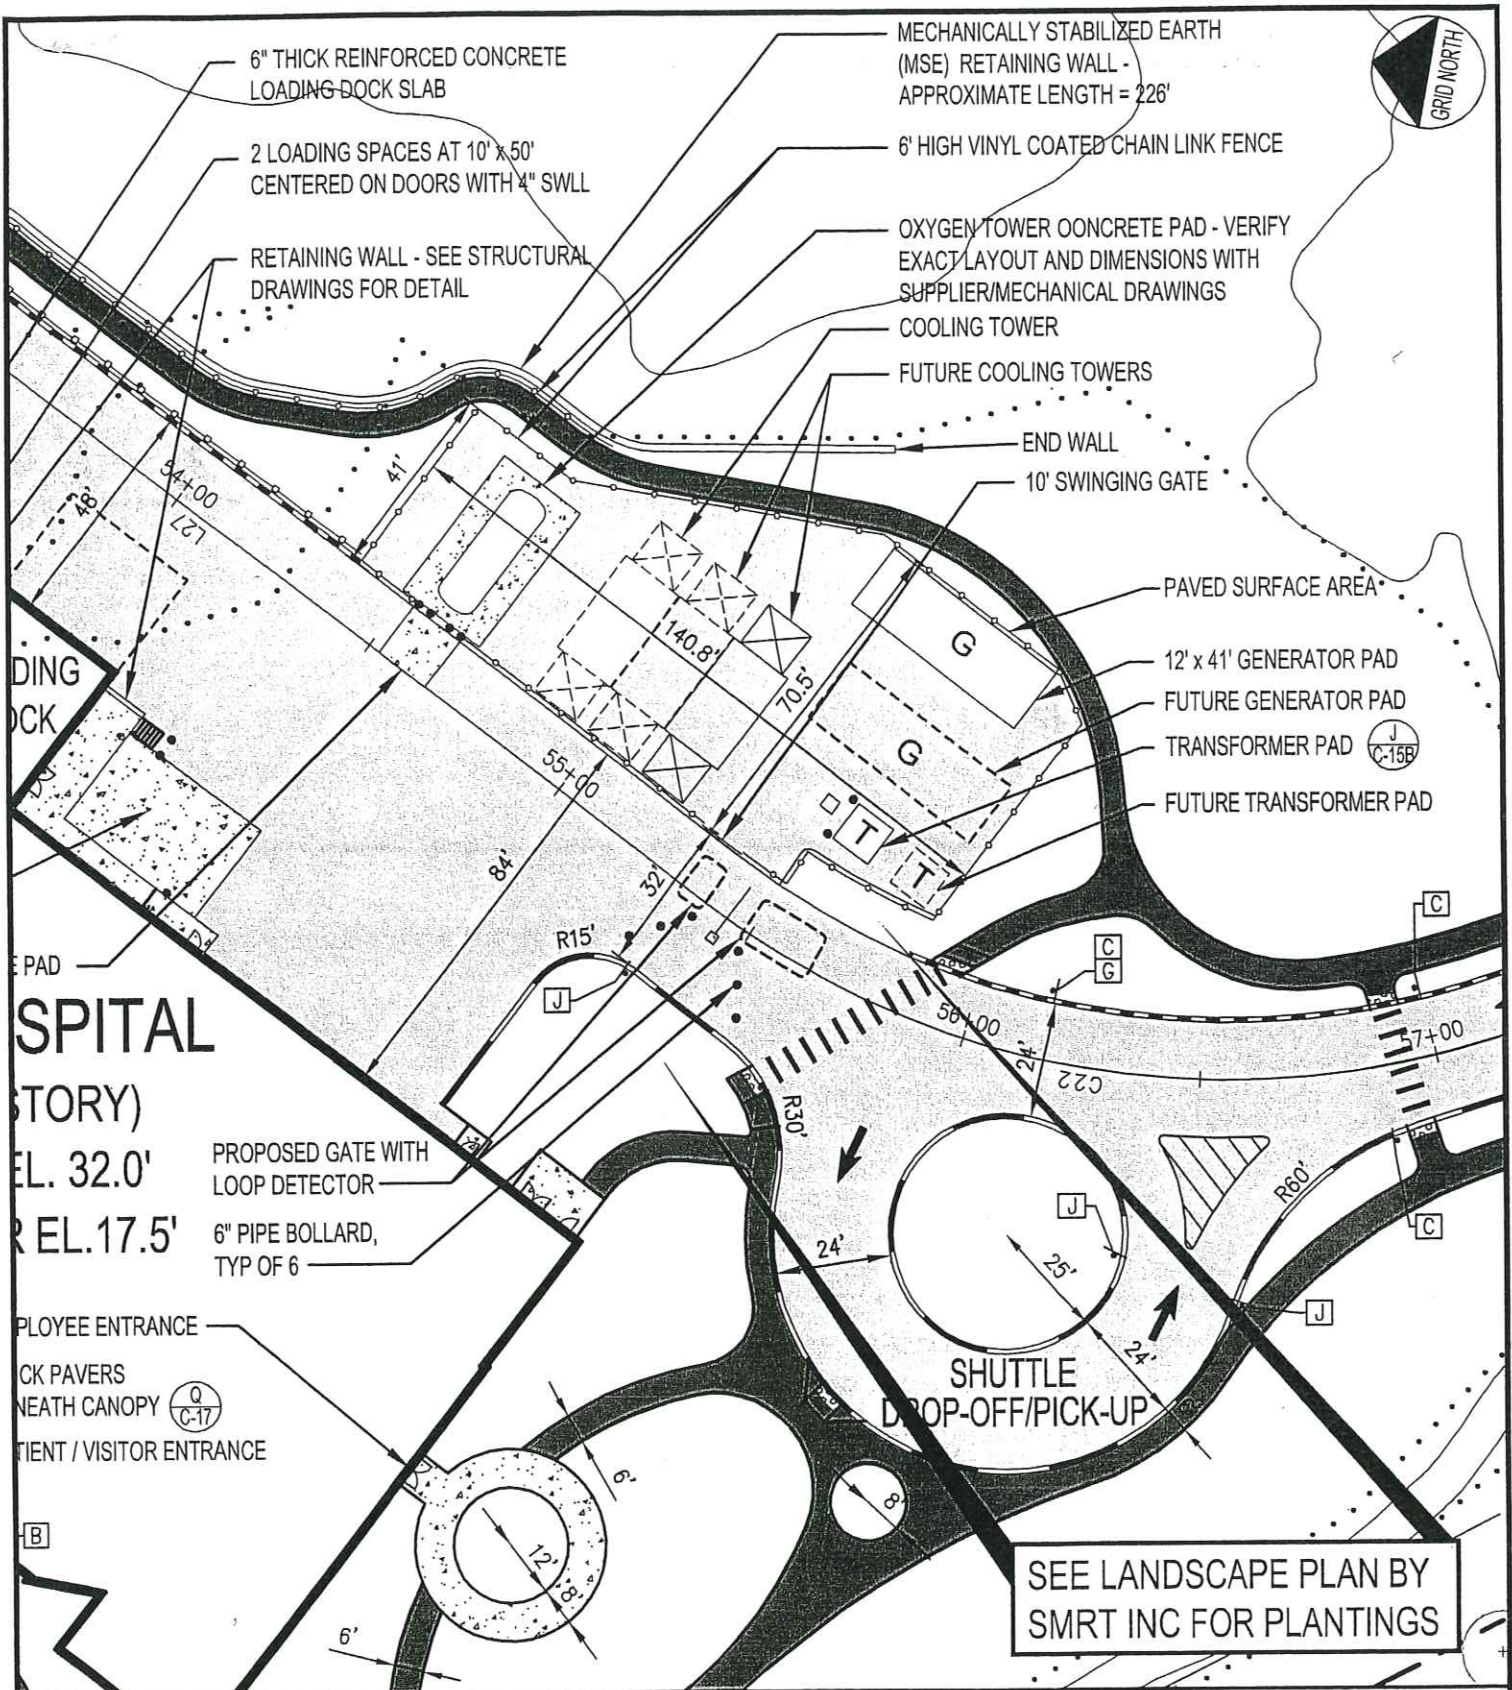 6" THICK REINFORCED CONCRETE
LOADING DOCK SLAB
2 LOADING SPACES AT 10' x 50'
CENTERED ON DOORS WITH 4" SWLL
RETAINING WALL - SEE STRUCTURAL
DRAWINGS FOR DETAIL
MECHANICALLY STABILIZED EARTH
(MSE) RETAINING WALL -
APPROXIMATE LENGTH = 226'
6' HIGH VINYL COATED CHAIN LINK FENCE
OXYGEN TOWER OONCRETE PAD - VERIFY
EXACT LAYOUT AND DIMENSIONS WITH
SUPPLIER/MECHANICAL DRAWINGS
COOLING TOWER
FUTURE COOLING TOWERS
END WALL
10' SWINGING GATE
GRID NORTH
PAVED SURFACE AREA
12' x 41' GENERATOR PAD
FUTURE GENERATOR PAD
TRANSFORMER PAD
J
C-15B
FUTURE TRANSFORMER PAD
41'
48'
54+00
L27
140.8'
70.5'
G
G
T
T
55+00
84'
32'
R15'
J
C
G
C
56+00
57+00
24'
C22
R30'
R60'
C
J
J
24'
25'
24'
SHUTTLE
DROP-OFF/PICK-UP
DING
OCK
E PAD
SPITAL
STORY)
EL. 32.0'
R EL.17.5'
PROPOSED GATE WITH
LOOP DETECTOR
6" PIPE BOLLARD,
TYP OF 6
PLOYEE ENTRANCE
CK PAVERS
NEATH CANOPY
Q
C-17
TIENT / VISITOR ENTRANCE
B
6'
8'
12'
8'
6'
SEE LANDSCAPE PLAN BY
SMRT INC FOR PLANTINGS